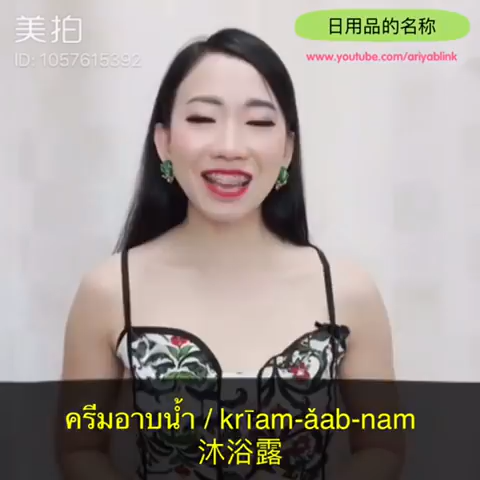 美拍
ID: 1057615392
日用品的名称
www.youtube.com/ariyablink
ครีมอาบน้ำ / krīam-ǎab-nam
沐浴露